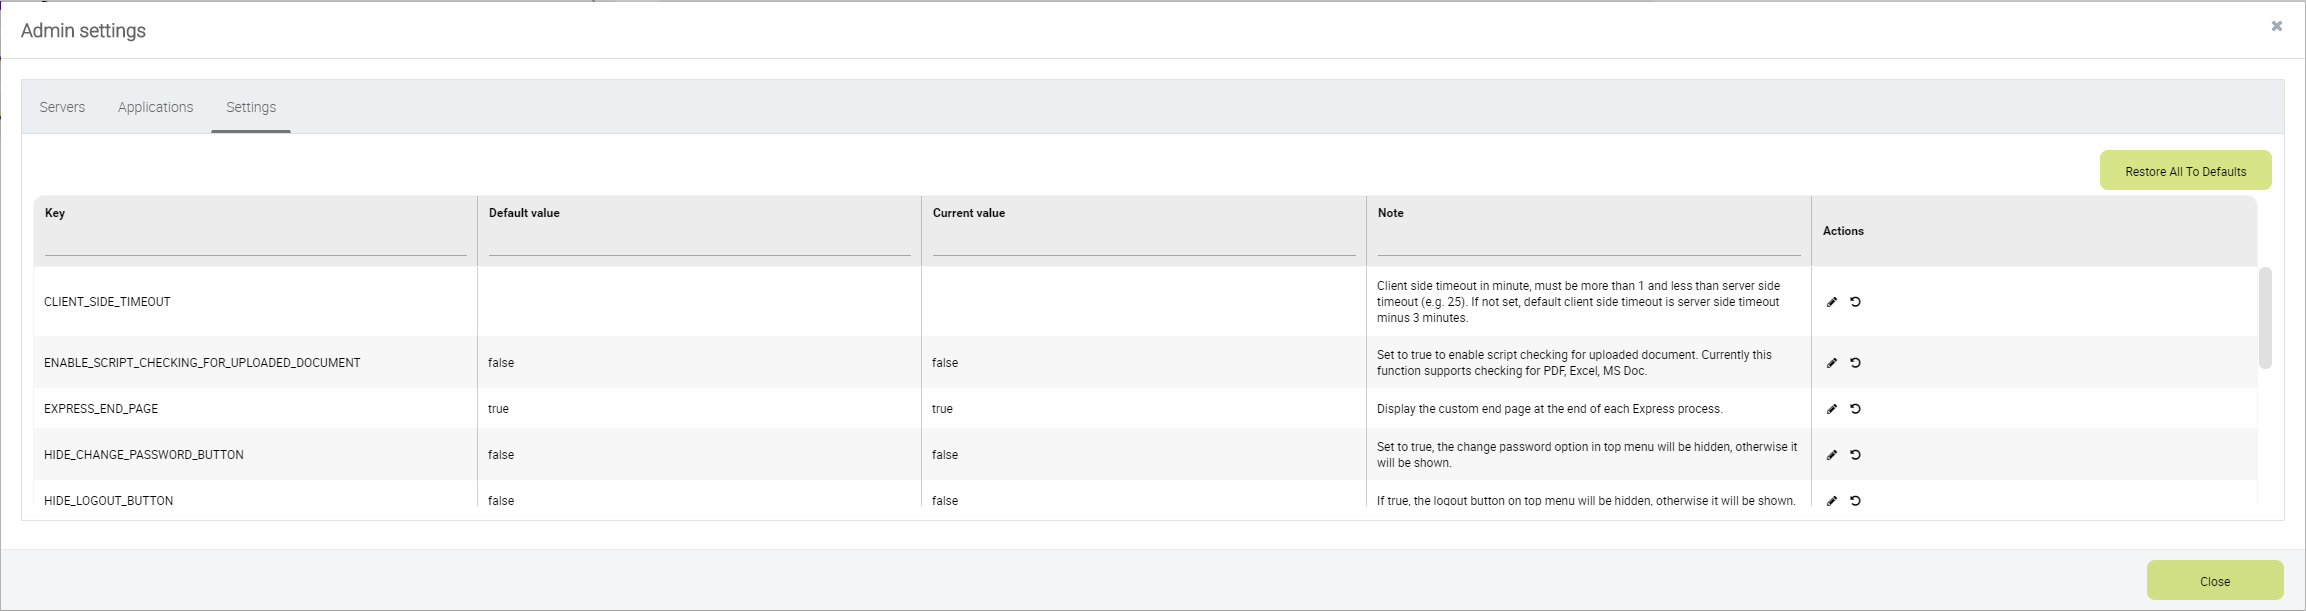 Admin settings
Servers Applications Settings
Restore All To Defaults
Key Default value Current value Note Actions
CLIENT_SIDE_TIMEOUT
Client side timeout in minute, must be more than 1 and less than server side
timeout (e.g. 25). If not set, default client side timeout is server side timeout
minus 3 minutes.
ENABLE_SCRIPT_CHECKING_FOR_UPLOADED_DOCUMENT false false
Set to true to enable script checking for uploaded document. Currently this
function supports checking for PDF, Excel, MS Doc.
EXPRESS_END_PAGE true true Display the custom end page at the end of each Express process.
HIDE_CHANGE_PASSWORD_BUTTON false false
Set to true, the change password option in top menu will be hidden, otherwise it
will be shown.
HIDE_LOGOUT_BUTTON false false If true, the logout button on top menu will be hidden, otherwise it will be shown.
Close